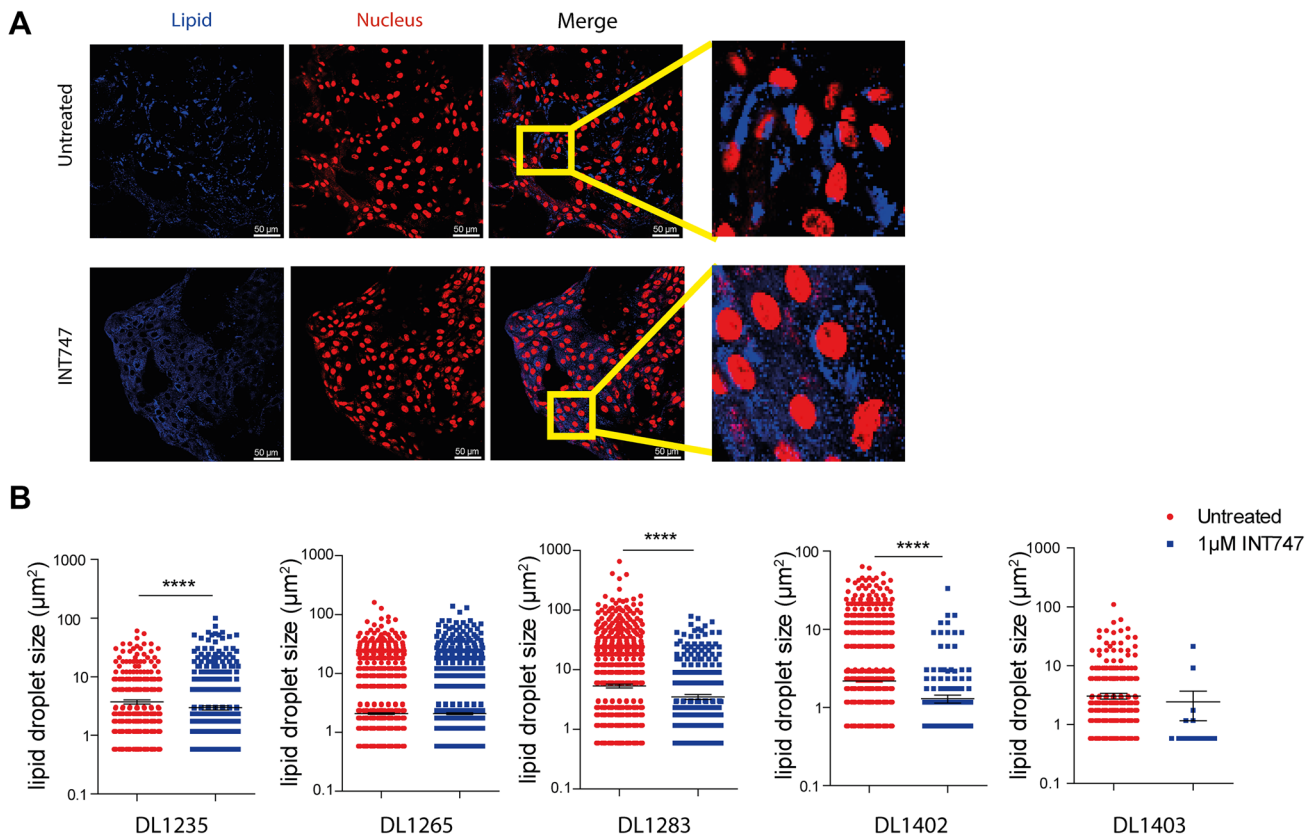 A
Lipid
Nucleus
Merge
Untreated
50 µm
50 µm
50 µm
INT747
50 µm
50 µm
50 µm
B
Untreated
1µM INT747
lipid droplet size (µm²)
1000
100
10
1
0.1
****
DL1235
lipid droplet size (µm²)
1000
100
10
1
0.1
DL1265
lipid droplet size (µm²)
1000
100
10
1
0.1
****
DL1283
lipid droplet size (µm²)
100
10
1
0.1
****
DL1402
lipid droplet size (µm²)
1000
100
10
1
0.1
DL1403